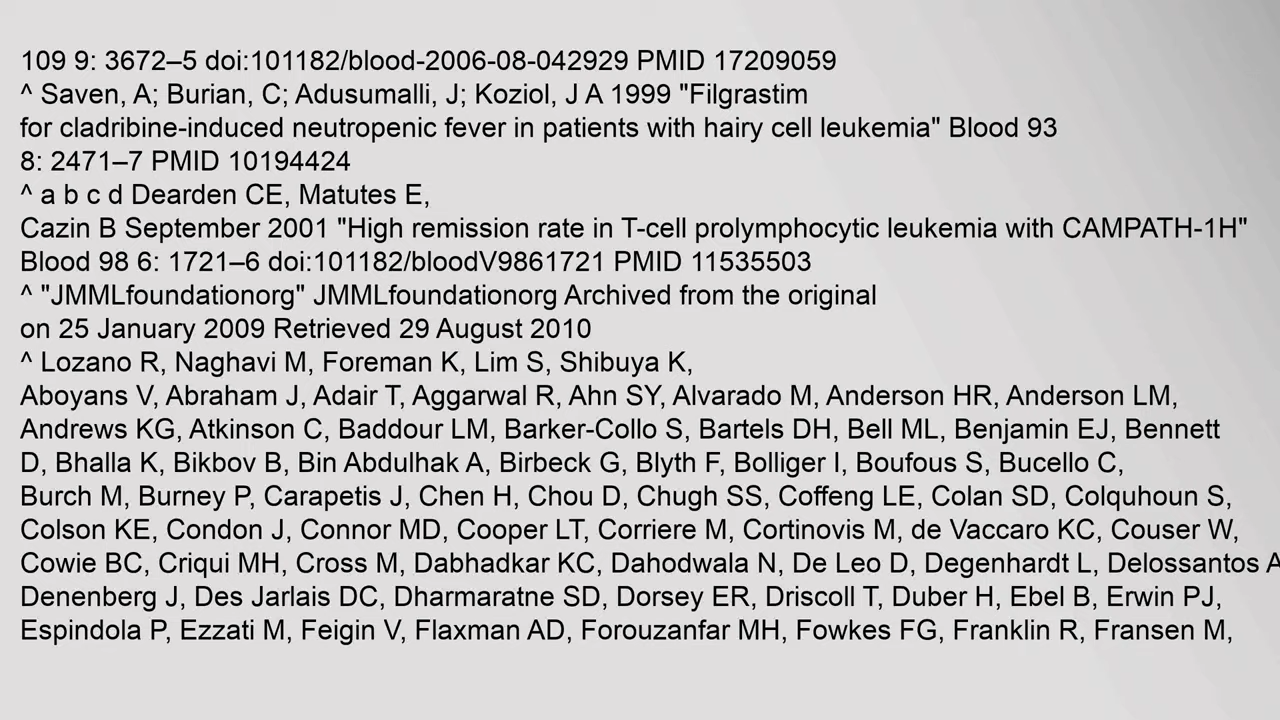 109 9: 3672–5 doi:101182/blood-2006-08-042929 PMID 17209059
^ Saven, A; Burian, C; Adusumalli, J; Koziol, J A 1999 "Filgrastim
for cladribine-induced neutropenic fever in patients with hairy cell leukemia" Blood 93
8: 2471–7 PMID 10194424
^ a b c d Dearden CE, Matutes E,
Cazin B September 2001 "High remission rate in T-cell prolymphocytic leukemia with CAMPATH-1H"
Blood 98 6: 1721–6 doi:101182/bloodV9861721 PMID 11535503
^ "JMMLfoundationorg" JMMLfoundationorg Archived from the original
on 25 January 2009 Retrieved 29 August 2010
^ Lozano R, Naghavi M, Foreman K, Lim S, Shibuya K,
Aboyans V, Abraham J, Adair T, Aggarwal R, Ahn SY, Alvarado M, Anderson HR, Anderson LM,
Andrews KG, Atkinson C, Baddour LM, Barker-Collo S, Bartels DH, Bell ML, Benjamin EJ, Bennett
D, Bhalla K, Bikbov B, Bin Abdulhak A, Birbeck G, Blyth F, Bolliger I, Boufous S, Bucello C,
Burch M, Burney P, Carapetis J, Chen H, Chou D, Chugh SS, Coffeng LE, Colan SD, Colquhoun S,
Colson KE, Condon J, Connor MD, Cooper LT, Corriere M, Cortinovis M, de Vaccaro KC, Couser W,
Cowie BC, Criqui MH, Cross M, Dabhadkar KC, Dahodwala N, De Leo D, Degenhardt L, Delossantos A
Denenberg J, Des Jarlais DC, Dharmaratne SD, Dorsey ER, Driscoll T, Duber H, Ebel B, Erwin PJ,
Espindola P, Ezzati M, Feigin V, Flaxman AD, Forouzanfar MH, Fowkes FG, Franklin R, Fransen M,